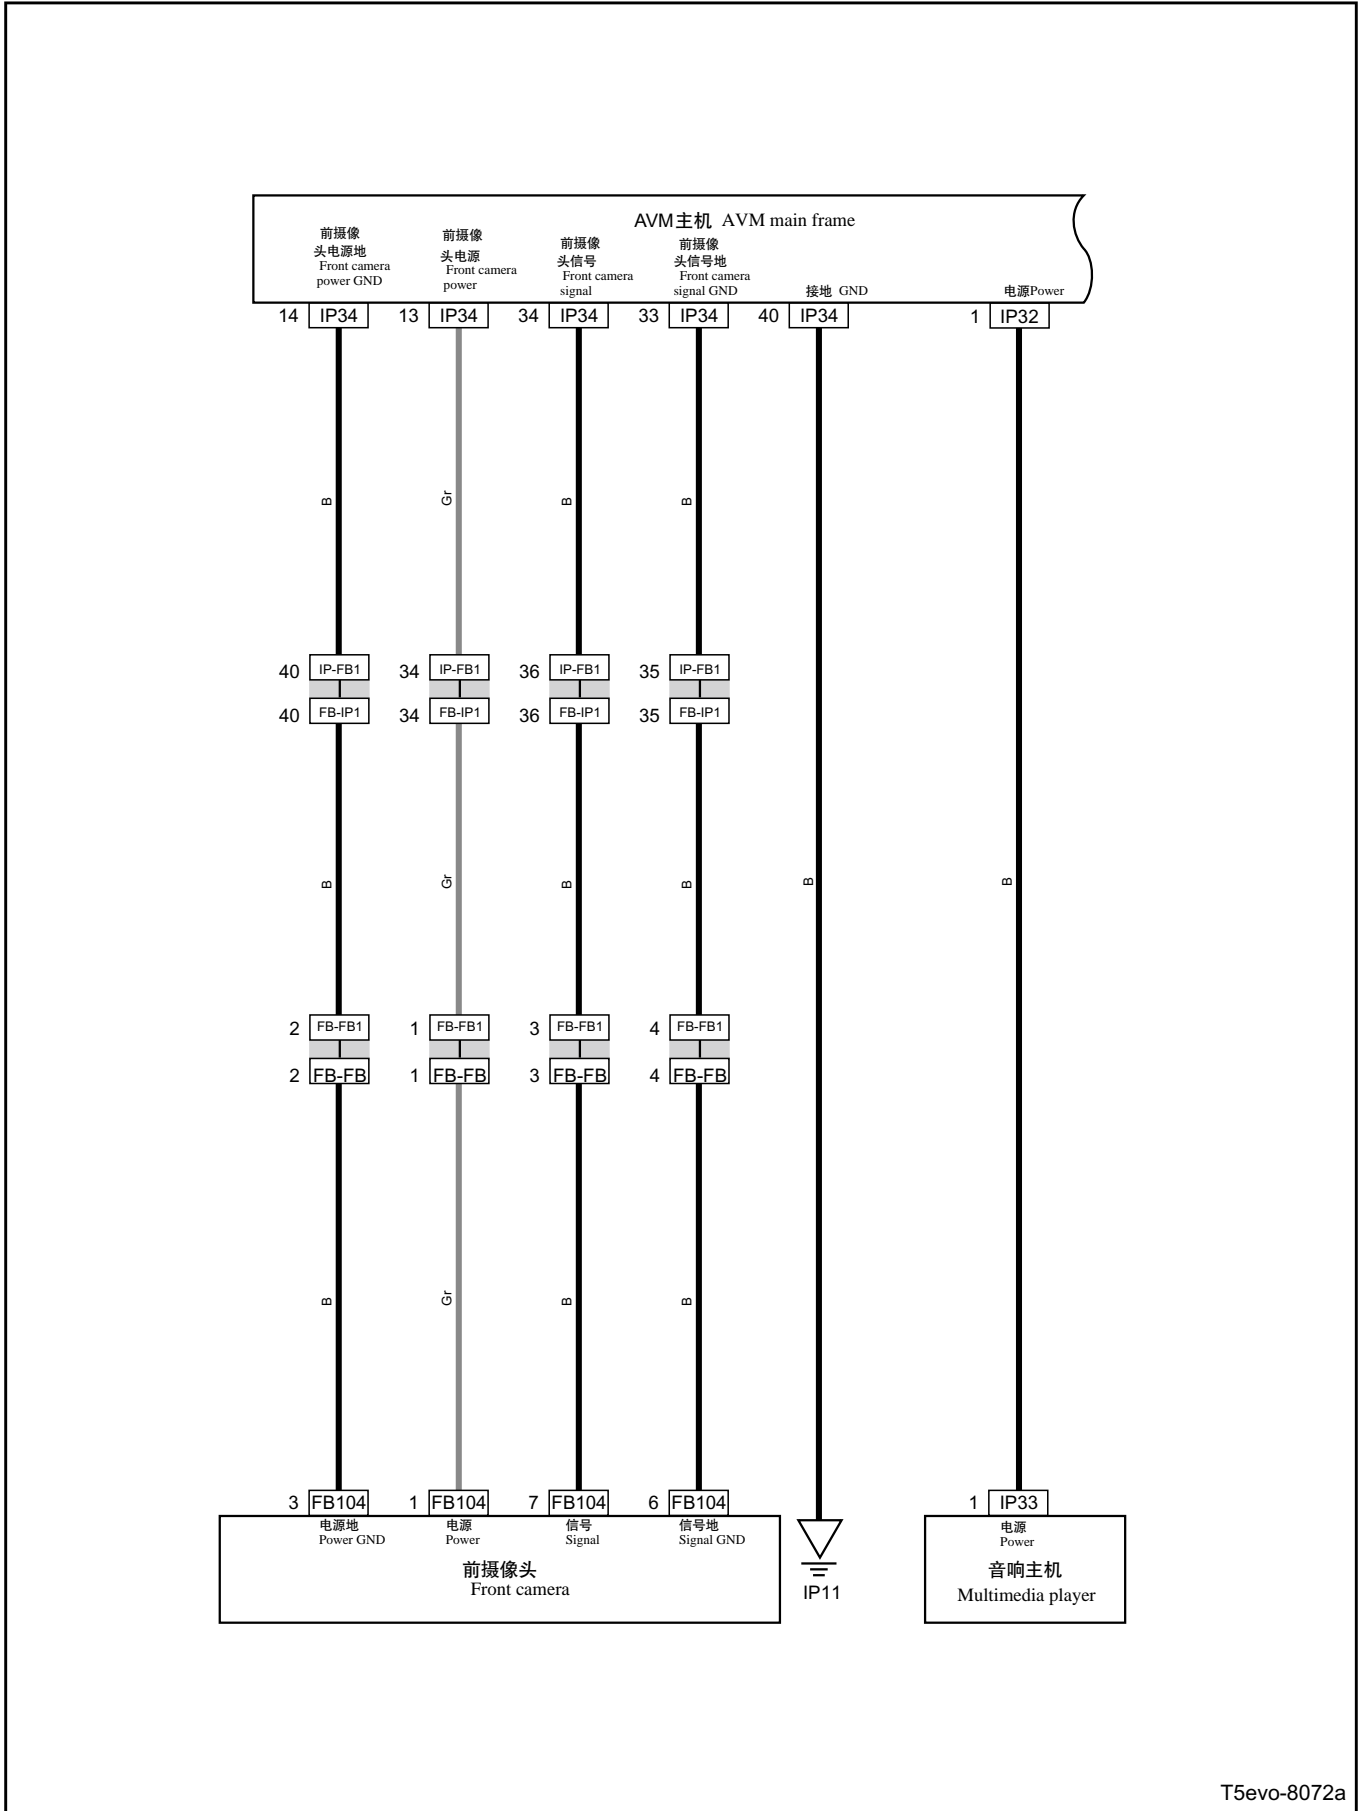 AVM主机 AVM main frame
前摄像
头电源地
Front camera
power GND
前摄像
头电源
Front camera
power
前摄像
头信号
Front camera
signal
前摄像
头信号地
Front camera
signal GND
接地 GND
电源Power
14 IP34 13 IP34 34 IP34 33 IP34 40 IP34 1 IP32
B Gr B B
40 IP-FB1 34 IP-FB1 36 IP-FB1 35 IP-FB1
40 FB-IP1 34 FB-IP1 36 FB-IP1 35 FB-IP1
B Gr B B B B
2 FB-FB1 1 FB-FB1 3 FB-FB1 4 FB-FB1
2 FB-FB 1 FB-FB 3 FB-FB 4 FB-FB
B Gr B B
3 FB104 1 FB104 7 FB104 6 FB104 1 IP33
电源地
Power GND
电源
Power
信号
Signal
信号地
Signal GND
前摄像头
Front camera
IP11
电源
Power
音响主机
Multimedia player
T5evo-8072a